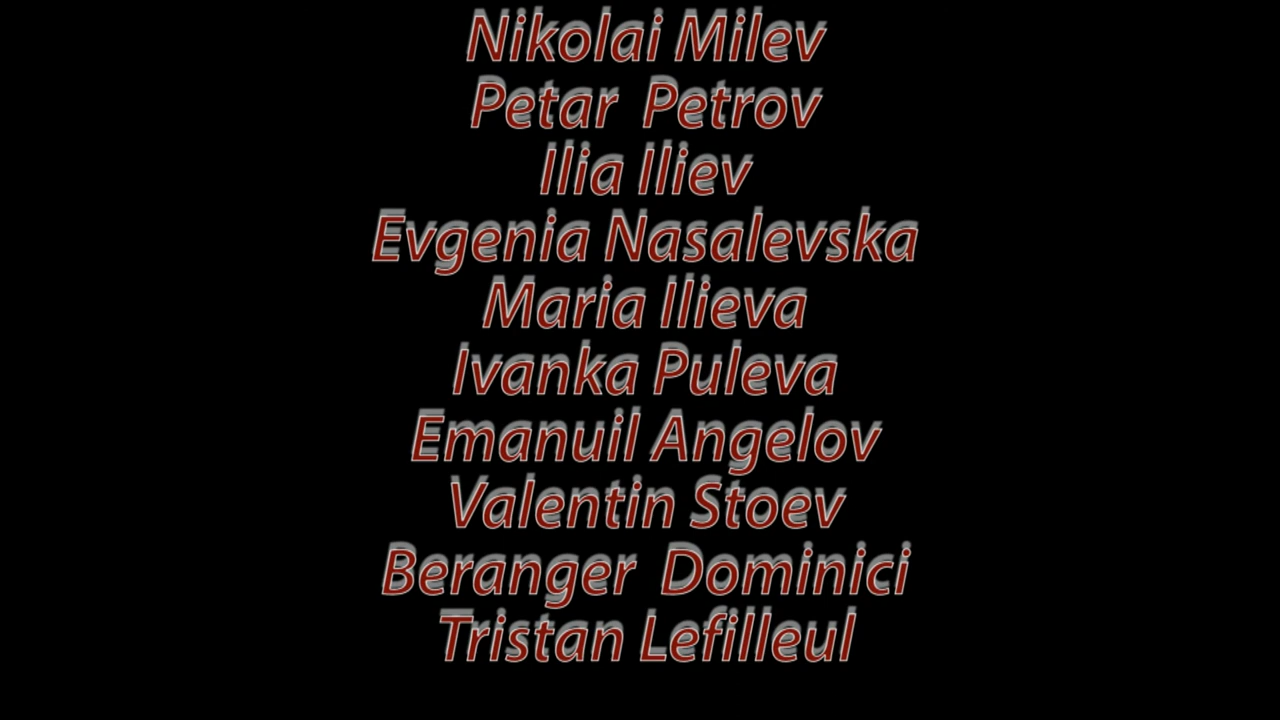 Nikolai Milev
Petar Petrov
Ilia Iliev
Evgenia Nasalevska
Maria Ilieva
Ivanka Puleva
Emanuil Angelov
Valentin Stoev
Beranger Dominici
Tristan Lefilleul